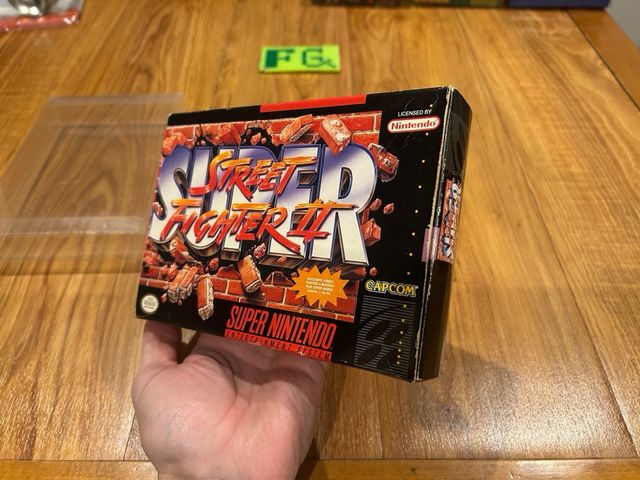 FG
LICENSED BY
Nintendo
SUPER
STREET
FIGHTER II
CAPCOM
SUPER NINTENDO
ENTERTAINMENT SYSTEM